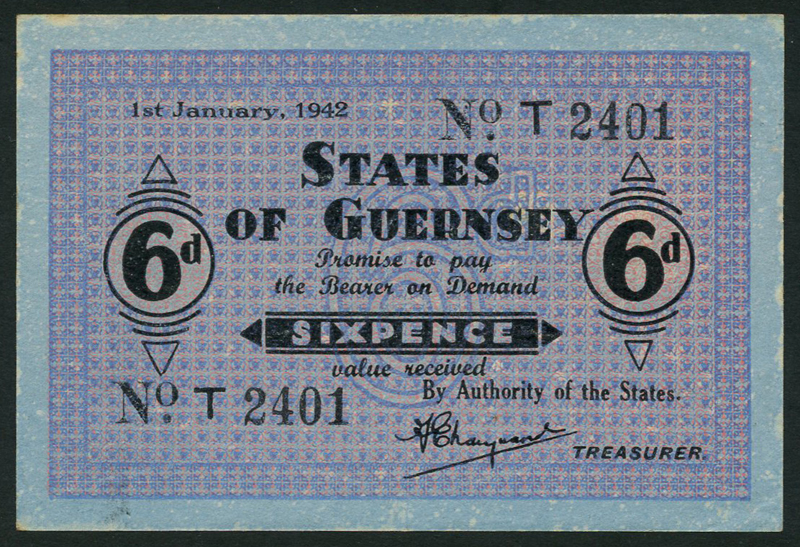 1st January, 1942
No. T 2401
STATES
OF GUERNSEY
6d
6d
Promise to pay
the Bearer on Demand
SIXPENCE
value received
By Authority of the States.
No. T 2401
TREASURER.